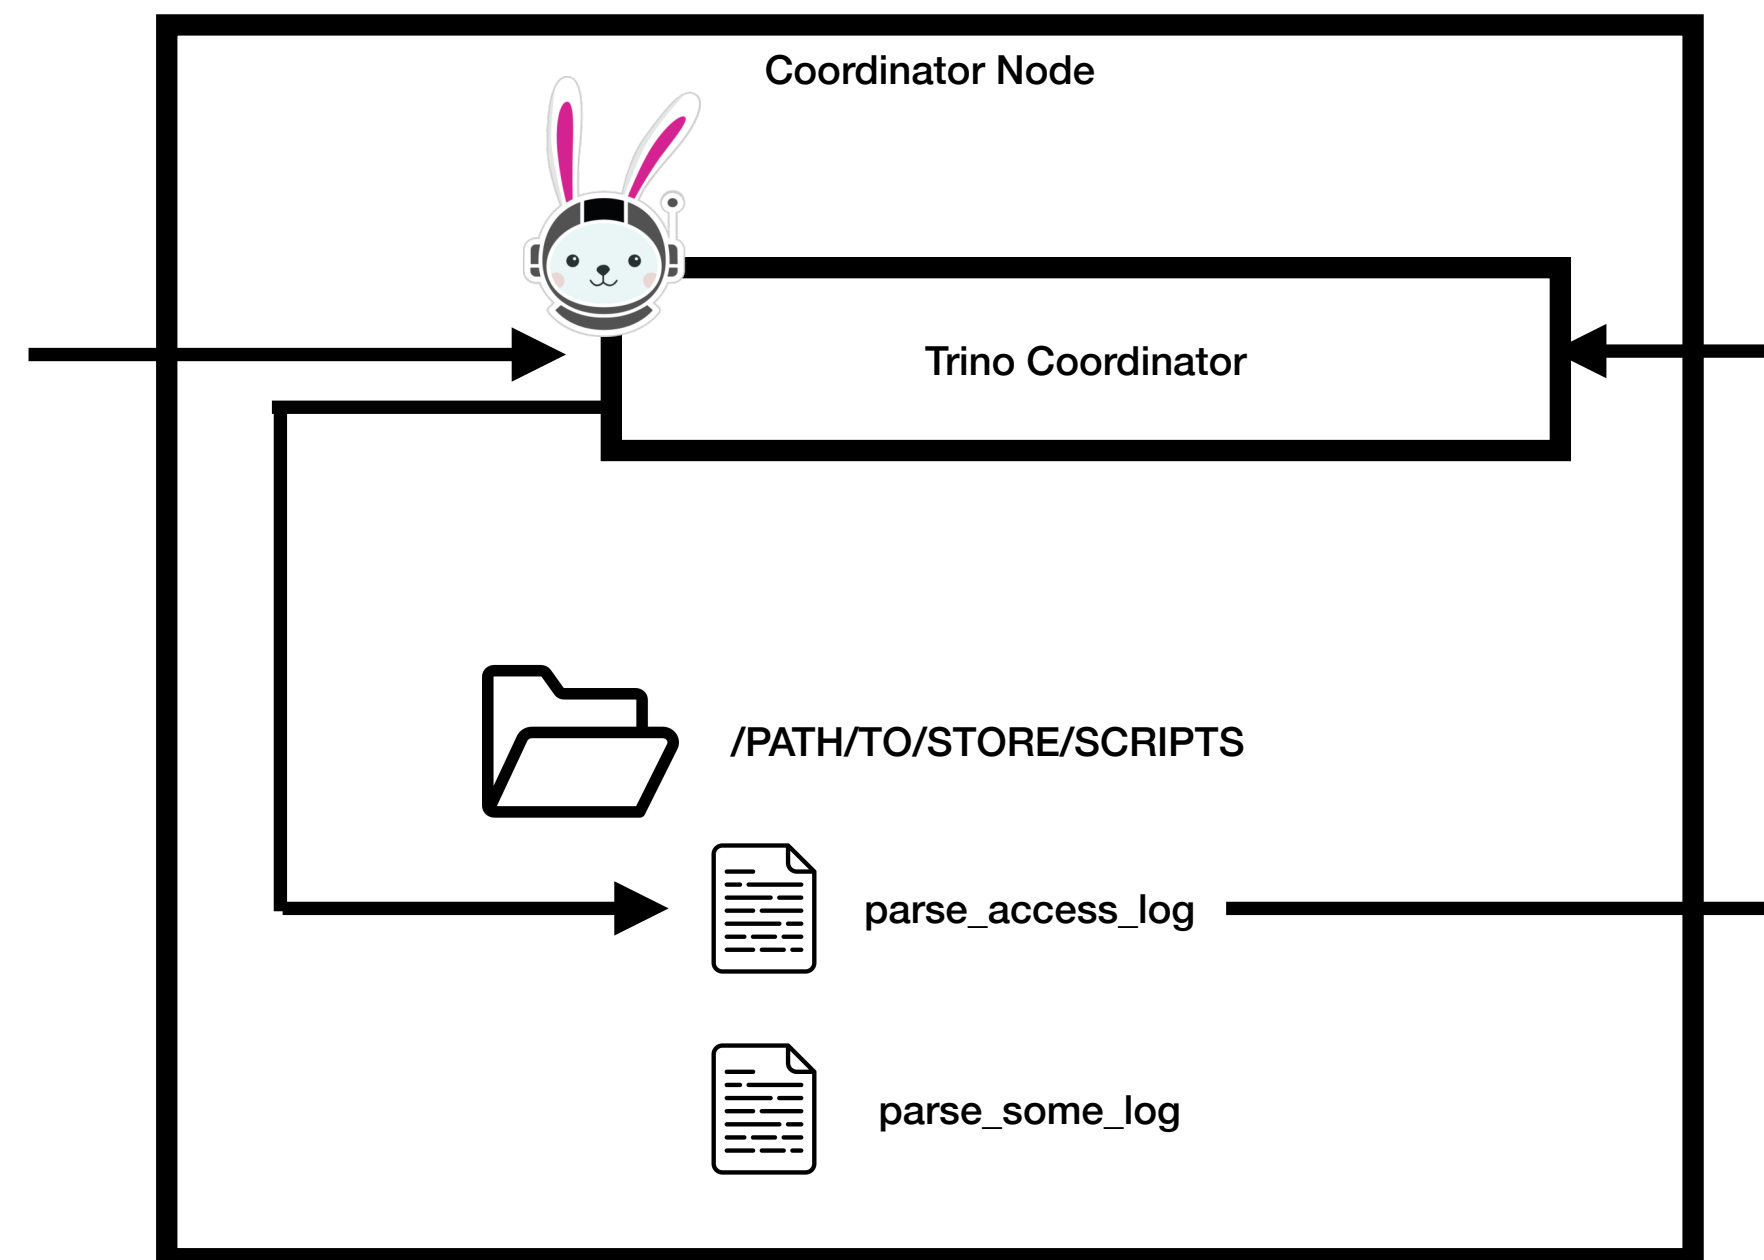 Coordinator Node
Trino Coordinator
/PATH/TO/STORE/SCRIPTS
parse_access_log
parse_some_log